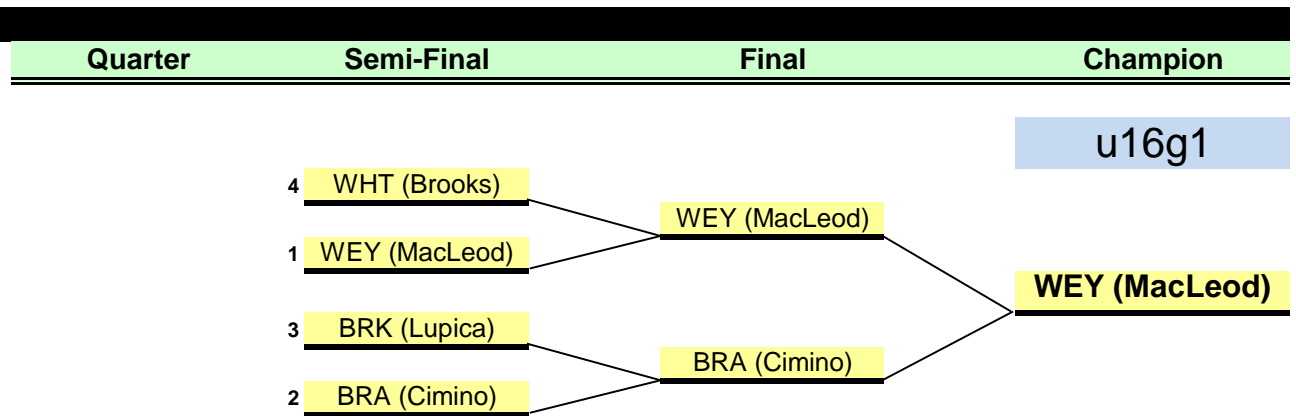 Quarter Semi-Final Final Champion
u16g1
4 WHT (Brooks)
WEY (MacLeod)
1 WEY (MacLeod)
WEY (MacLeod)
3 BRK (Lupica)
BRA (Cimino)
2 BRA (Cimino)